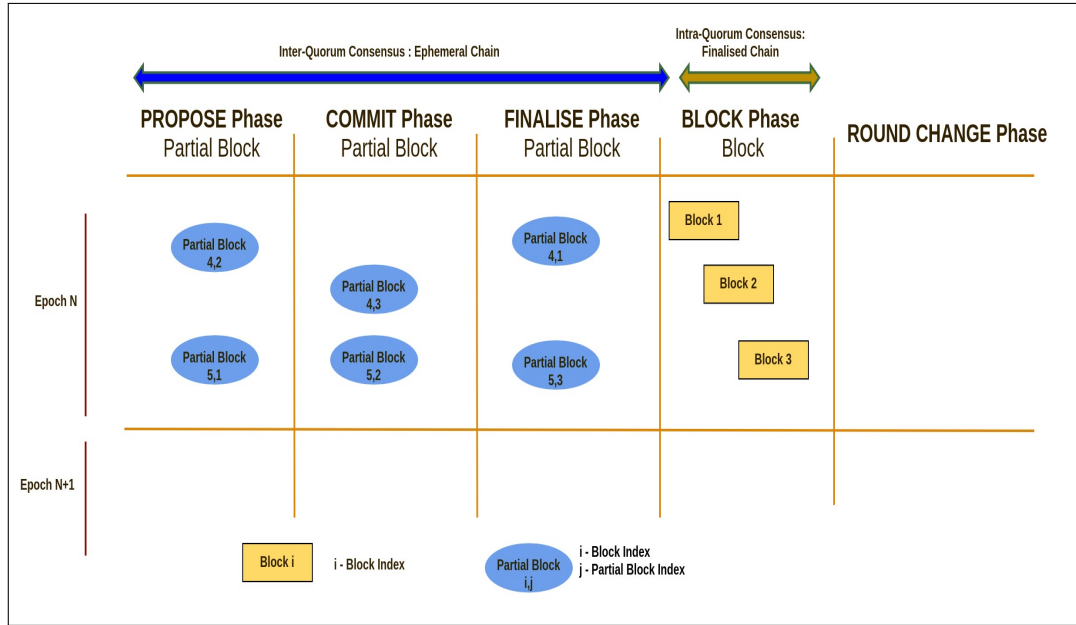 Inter-Quorum Consensus : Ephemeral Chain
Intra-Quorum Consensus:
Finalised Chain
PROPOSE Phase
Partial Block
COMMIT Phase
Partial Block
FINALISE Phase
Partial Block
BLOCK Phase
Block
ROUND CHANGE Phase
Epoch N
Partial Block
4,2
Partial Block
4,3
Partial Block
4,1
Block 1
Block 2
Partial Block
5,1
Partial Block
5,2
Partial Block
5,3
Block 3
Epoch N+1
Block i
i - Block Index
Partial Block
i,j
i - Block Index
j - Partial Block Index